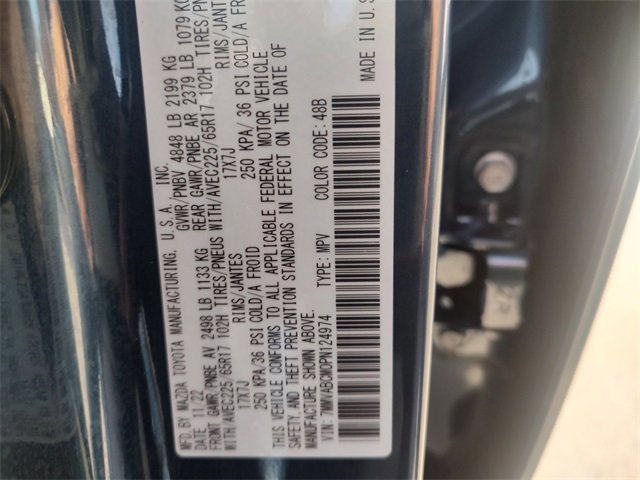 MFD.BY MAZDA TOYOTA MANUFACTURING, U.S.A. INC.
DATE 11/22 GVWR/PNBV 4848 LB 2199 KG
FRONT GAWR/PNBE AV 2498 LB 1133 KG REAR GAWR/PNBE AR 2379 LB 1079 KG
WITH/AVEC225/65R17 102H TIRES/PNEUS WITH/AVEC225/65R17 102H TIRES/PN
17X7J RIMS/JANTES 17X7J RIMS/JANTE
250 KPA/36 PSI COLD/A FROID 250 KPA/ 36 PSI COLD/A FRO
THIS VEHICLE CONFORMS TO ALL APPLICABLE FEDERAL MOTOR VEHICLE
SAFETY, AND THEFT PREVENTION STANDARDS IN EFFECT ON THE DATE OF
MANUFACTURE SHOWN ABOVE.
VIN: 7MMVABCM0PN124974 TYPE: MPV COLOR CODE: 48B MADE IN U.S